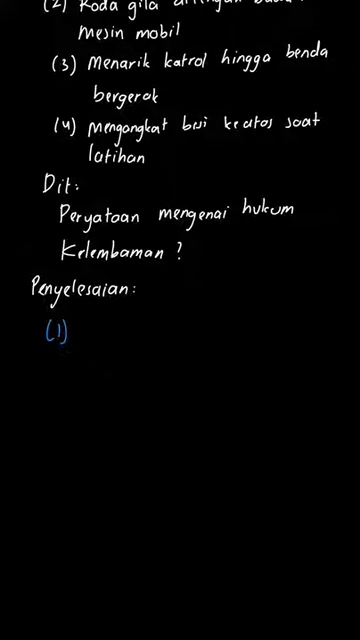 (2) Roda gila
mesin mobil
(3) Menarik katrol hingga benda
bergerak
(4) mengangkat besi keatas saat
latihan
Dit:
Peryataan mengenai hukum
Kelembaman ?
Penyelesaian:
(1)